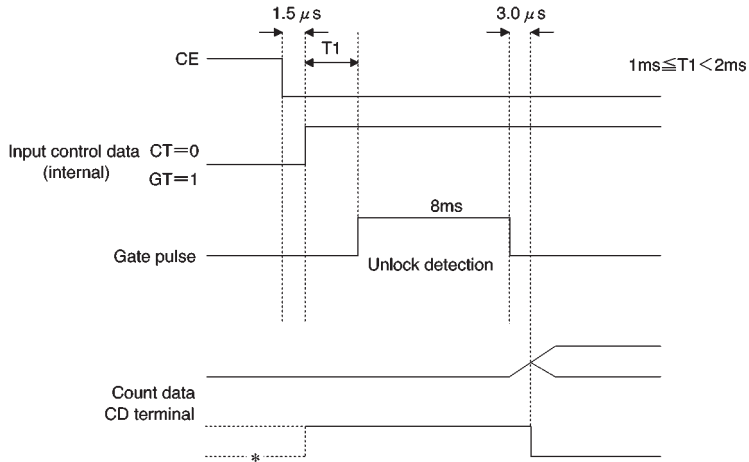 1.5 μs
3.0 μs
T1
CE
1ms≦T1<2ms
Input control data
(internal)
CT=0
GT=1
8ms
Gate pulse
Unlock detection
Count data
CD terminal
*